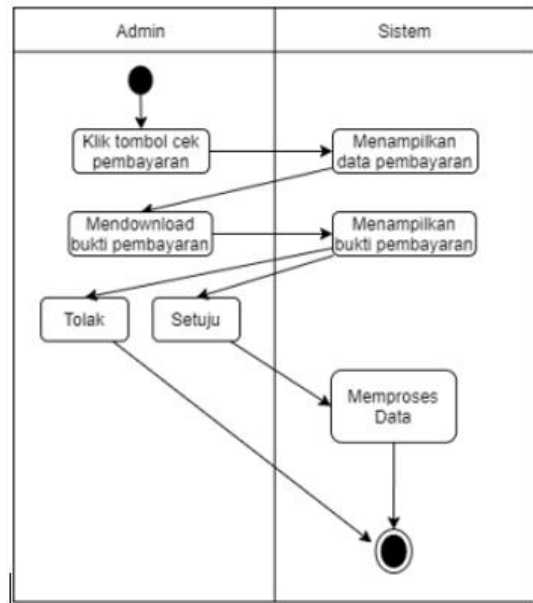 Admin
Sistem
Klik tombol cek
pembayaran
Menampilkan
data pembayaran
Mendownload
bukti pembayaran
Menampilkan
bukti pembayaran
Tolak
Setuju
Memproses
Data